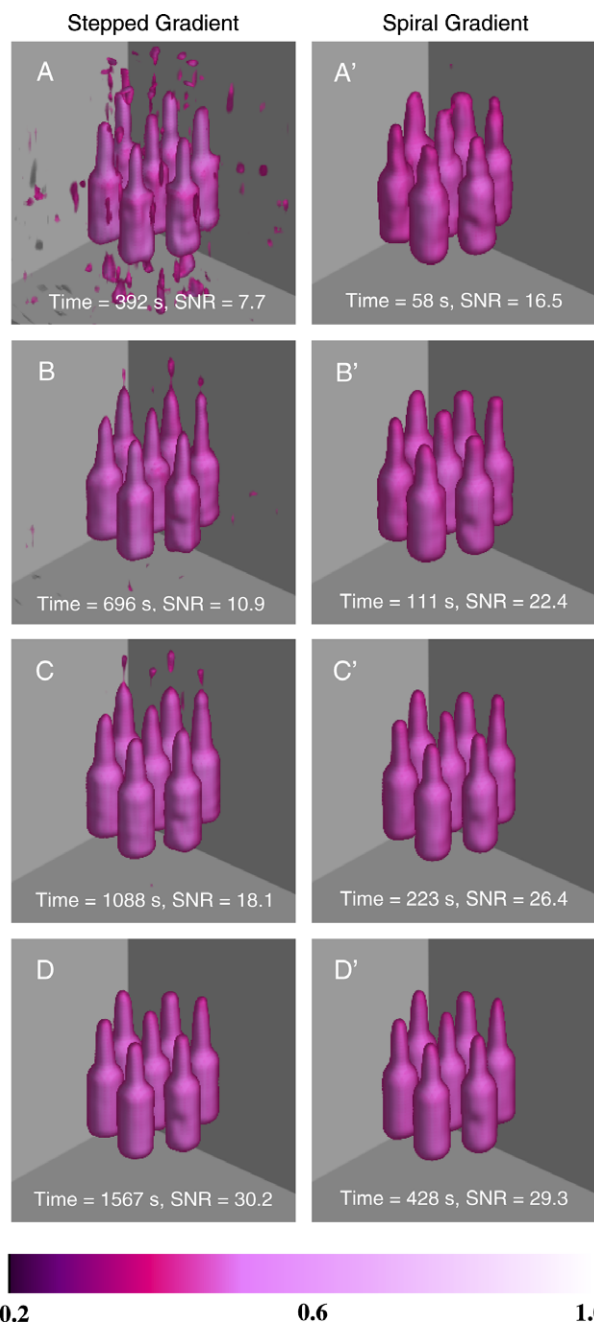 Stepped Gradient Spiral Gradient
A A'
Time = 392 s, SNR = 7.7 Time = 58 s, SNR = 16.5
B B'
Time = 696 s, SNR = 10.9 Time = 111 s, SNR = 22.4
C C'
Time = 1088 s, SNR = 18.1 Time = 223 s, SNR = 26.4
D D'
Time = 1567 s, SNR = 30.2 Time = 428 s, SNR = 29.3
0.2 0.6 1.